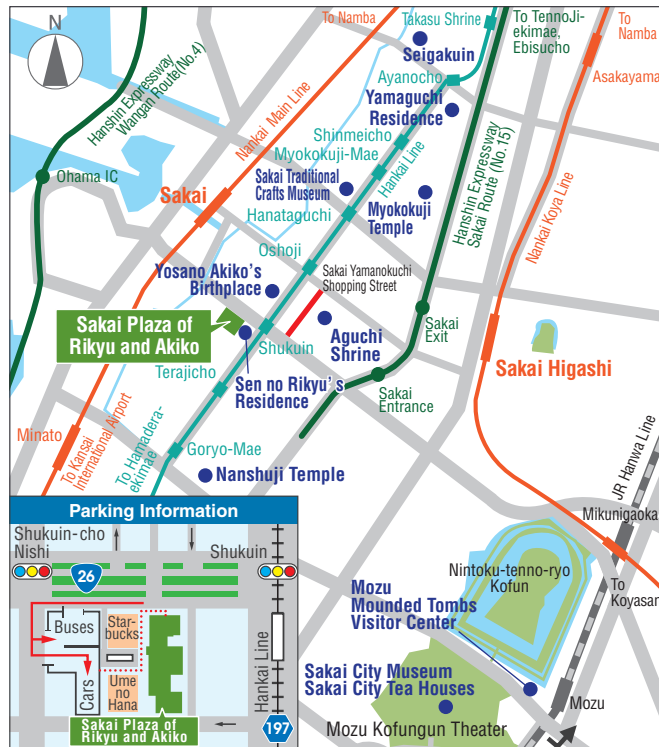 N
To Namba
Takasu Shrine
To TennoJi-
ekimae,
Ebisucho
To
Namba
Seigakuin
Asakayama
Hanshin Expressway
Wangan Route(No.4)
Nankai Main Line
Ayanocho
Yamaguchi
Residence
Shinmeicho
Myokokuji-Mae
Hankai Line
Hanshin Expressway
Sakai Route (No.15)
Ohama IC
Sakai
Sakai Traditional
Crafts Museum
Myokokuji
Temple
Nankai Koya Line
Hanataguchi
Oshoji
Sakai Yamanokuchi
Shopping Street
Yosano Akiko's
Birthplace
Sakai Plaza of
Rikyu and Akiko
Shukuin
Aguchi
Shrine
Sakai
Exit
Sakai Higashi
Terajicho
Sen no Rikyu's
Residence
Sakai
Entrance
Minato
To Kansai
International Airport
To Hamadera-
ekimae
Goryo-Mae
Nanshuji Temple
JR Hanwa Line
Mikunigaoka
Nintoku-tenno-ryo
Kofun
To
Koyasan
Mozu
Mounded Tombs
Visitor Center
Sakai City Museum
Sakai City Tea Houses
Mozu
Mozu Kofungun Theater
Parking Information
Shukuin-cho
Nishi
Shukuin
26
Buses
Star-
bucks
Cars
Ume
no
Hana
Hankai Line
Sakai Plaza of
Rikyu and Akiko
197